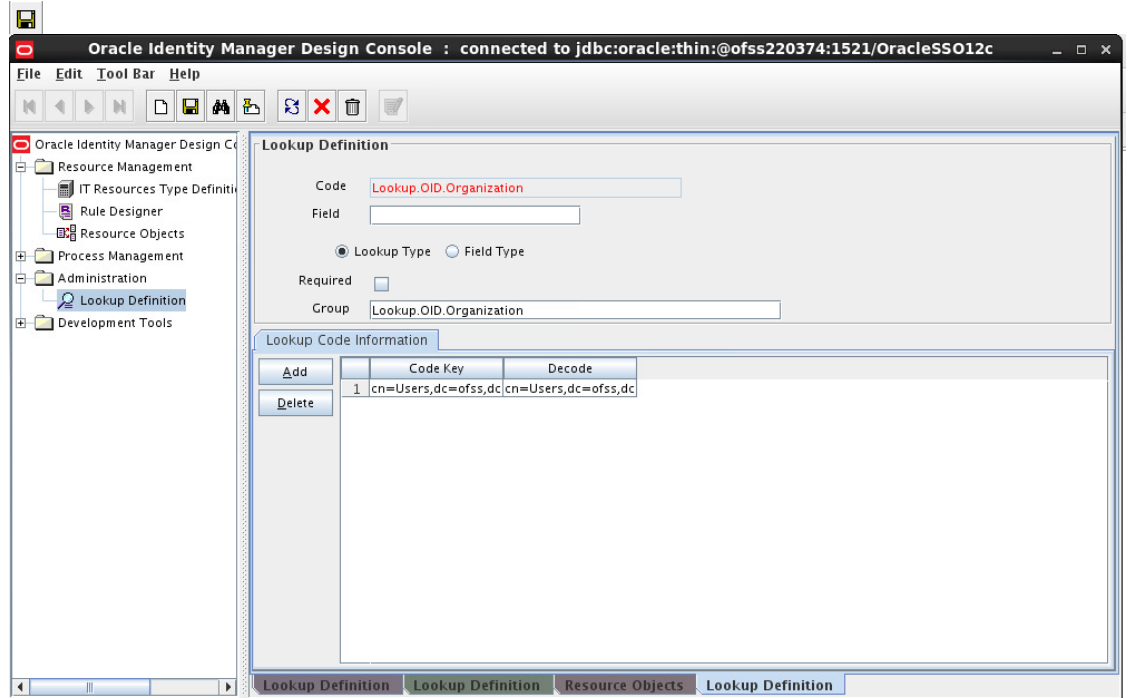 Oracle Identity Manager Design Console : connected to jdbc:oracle:thin:@ofss220374:1521/OracleSSO12c
File Edit Tool Bar Help
Oracle Identity Manager Design Co
Resource Management
IT Resources Type Definiti
Rule Designer
Resource Objects
Process Management
Administration
Lookup Definition
Development Tools
Lookup Definition
Code Lookup.OID.Organization
Field
Lookup Type Field Type
Required
Group Lookup.OID.Organization
Lookup Code Information
Add
Delete
Code Key Decode
1 cn=Users,dc=ofss,dc cn=Users,dc=ofss,dc
Lookup Definition Lookup Definition Resource Objects Lookup Definition